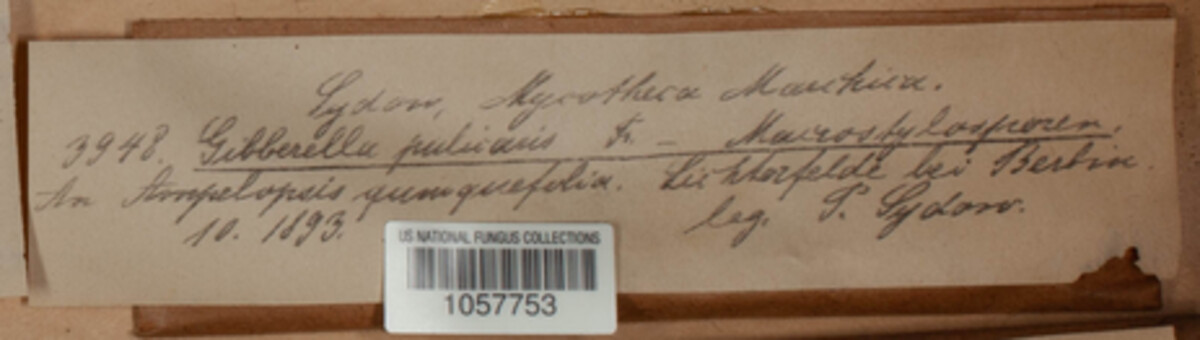 Sydow, Mycotheca Marchica.
3948. Gibberella pulicaris Fr. — Macrostylosporen.
An Ampelopsis quinquefolia. Lichterfelde bei Berlin.
10. 1893. leg. P. Sydow.
US NATIONAL FUNGUS COLLECTIONS
1057753